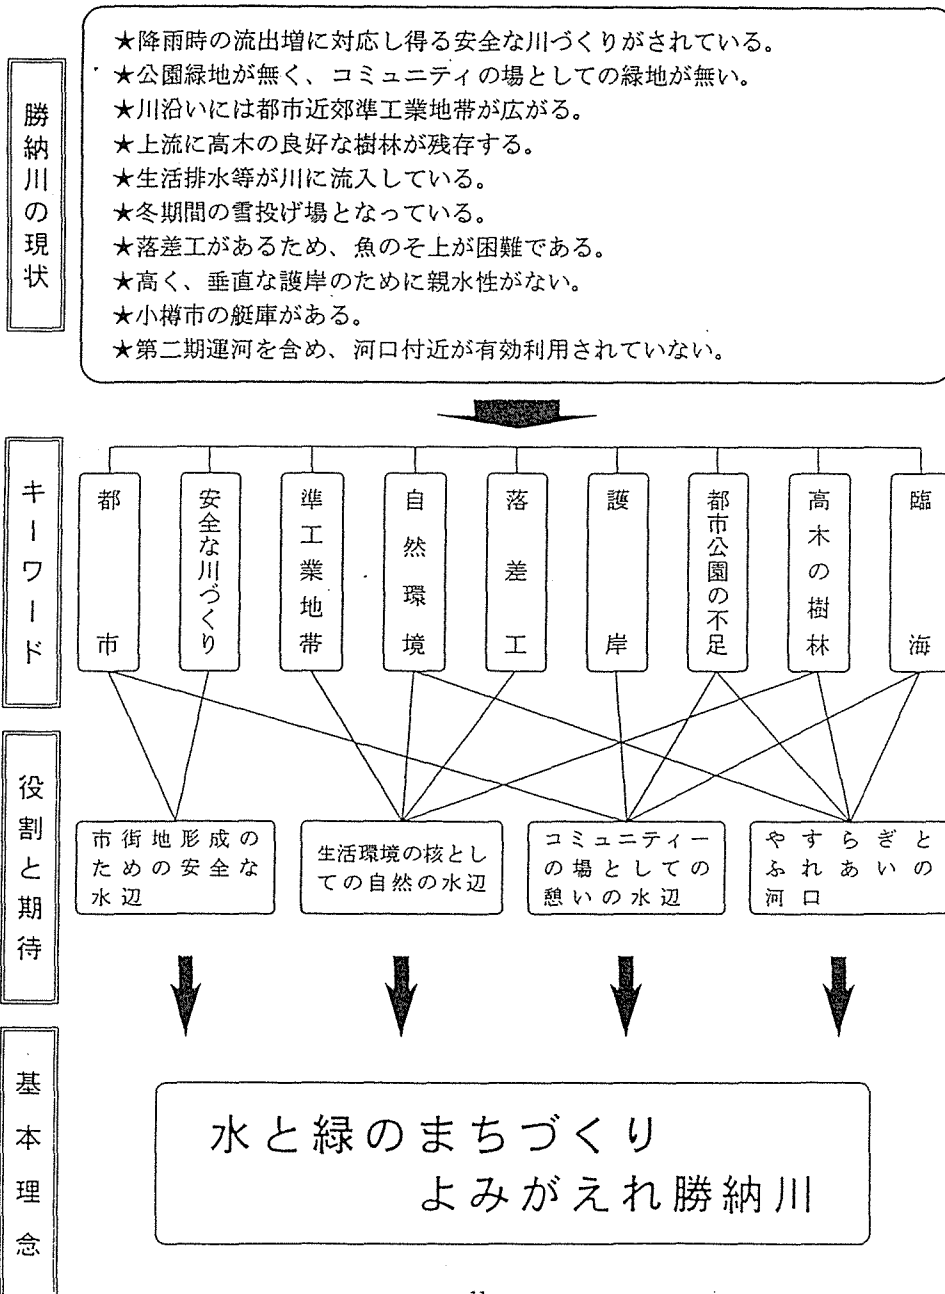 勝納川の現状
★降雨時の流出増に対応し得る安全な川づくりがされている。
★公園緑地が無く、コミュニティの場としての緑地が無い。
★川沿いには都市近郊準工業地帯が広がる。
★上流に高木の良好な樹林が残存する。
★生活排水等が川に流入している。
★冬期間の雪投げ場となっている。
★落差工があるため、魚のそ上が困難である。
★高く、垂直な護岸のために親水性がない。
★小樽市の艇庫がある。
★第二期運河を含め、河口付近が有効利用されていない。
キーワード
都市
安全な川づくり
準工業地帯
自然環境
落差工
護岸
都市公園の不足
高木の樹林
臨海
役割と期待
市街地形成の
ための安全な
水辺
生活環境の核とし
ての自然の水辺
コミュニティー
の場としての
憩いの水辺
やすらぎと
ふれあいの
河口
基本理念
水と緑のまちづくり
よみがえれ勝納川